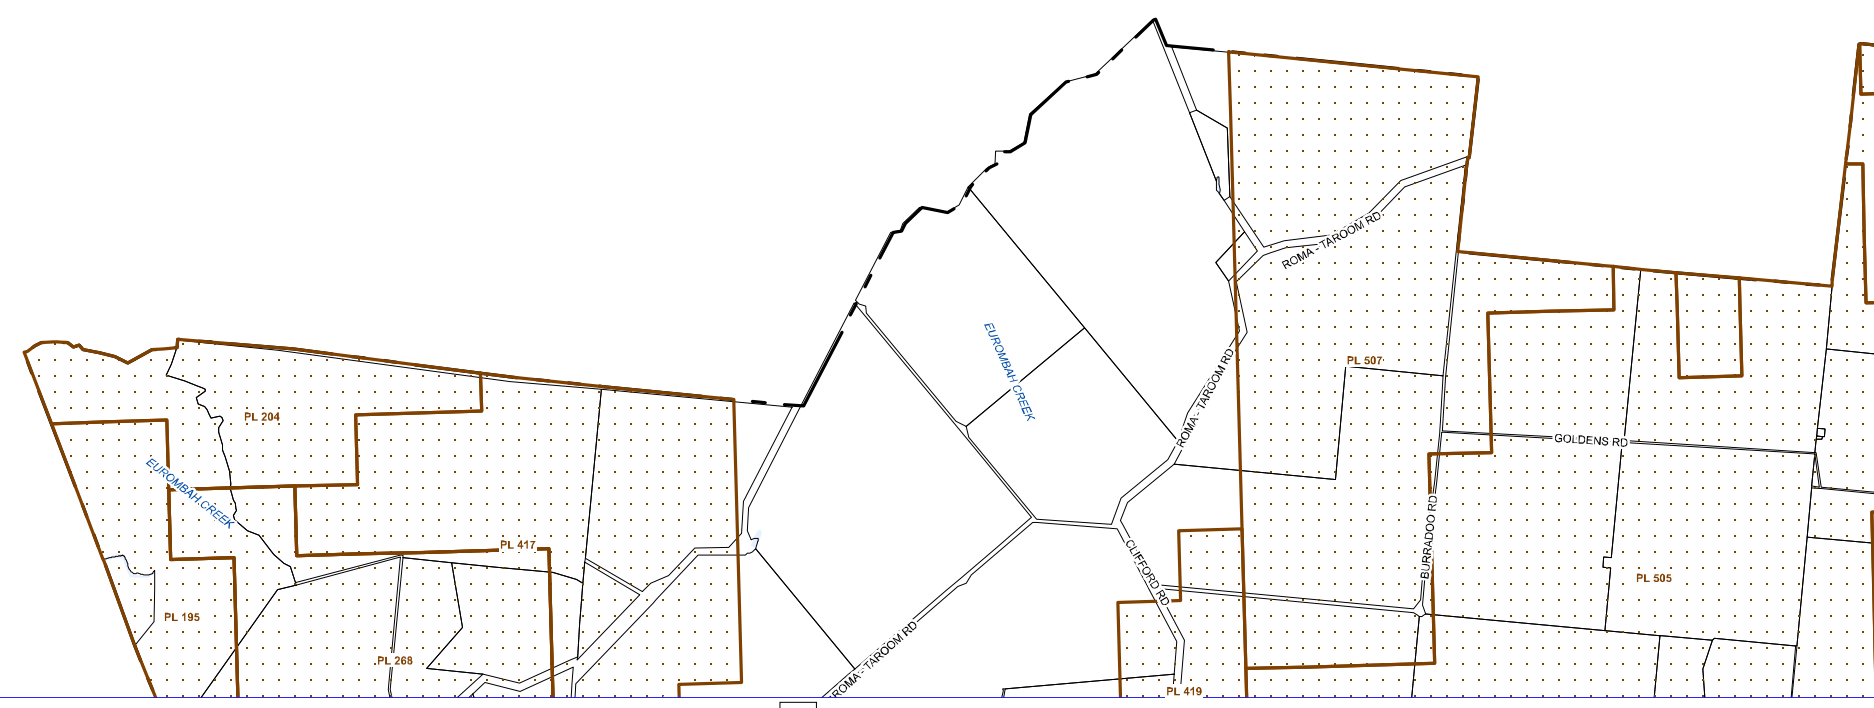 ROMA - TAROOM RD
EUROMBAH CREEK
PL 507
ROMA - TAROOM RD
PL 204
GOLDENS RD
EUROMBAH CREEK
BURRADOO RD
PL 417
CLIFFORD RD
PL 505
PL 195
PL 268
ROMA - TAROOM RD
PL 419